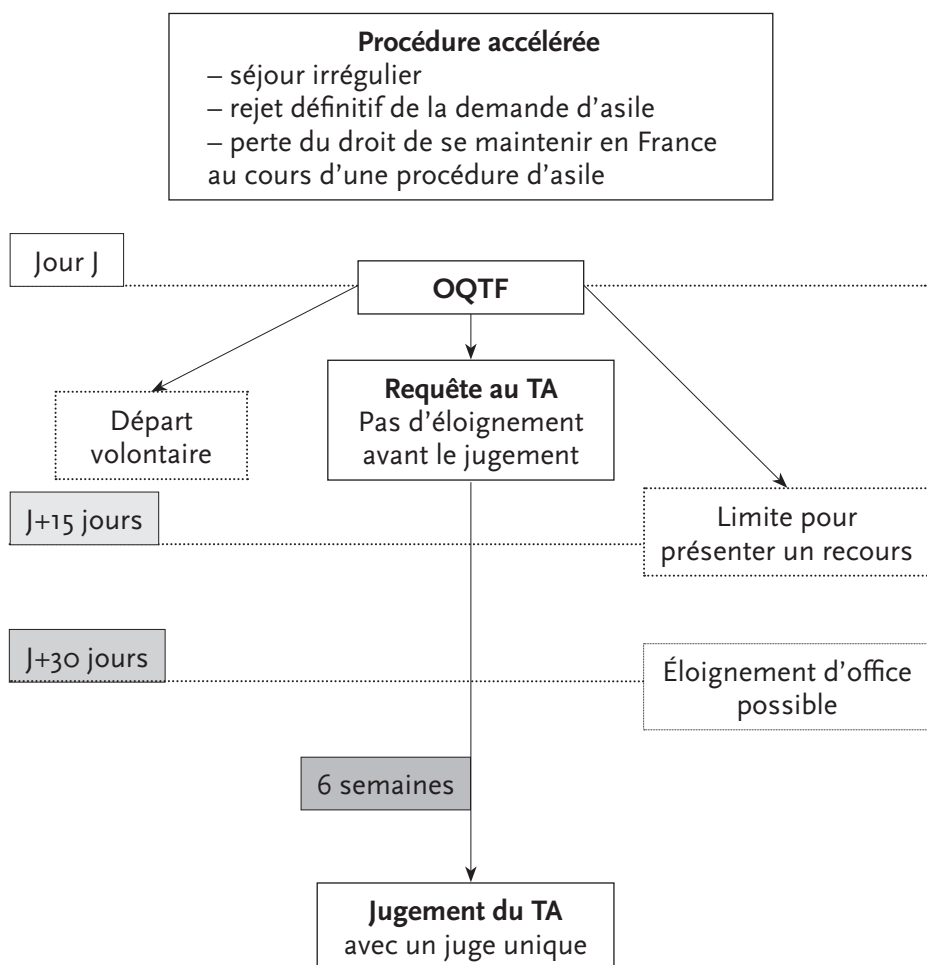 Procédure accélérée
– séjour irrégulier
– rejet définitif de la demande d'asile
– perte du droit de se maintenir en France
au cours d'une procédure d'asile
Jour J
OQTF
Départ
volontaire
Requête au TA
Pas d'éloignement
avant le jugement
J+15 jours
Limite pour
présenter un recours
J+30 jours
Éloignement d'office
possible
6 semaines
Jugement du TA
avec un juge unique